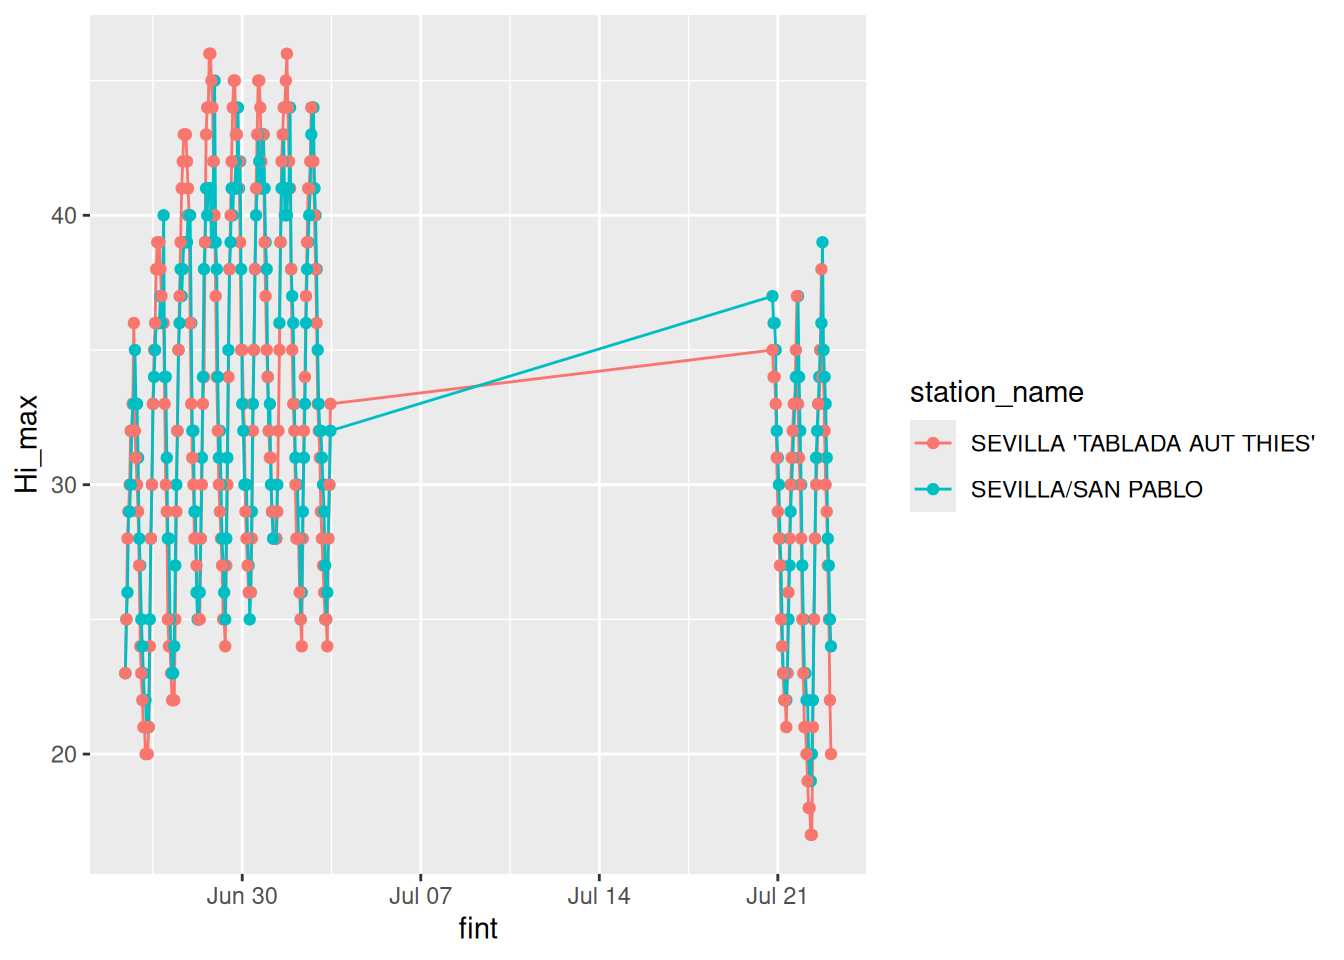 Hi_max
40
30
20
Jun 30
Jul 07
Jul 14
Jul 21
fint
station_name
SEVILLA 'TABLADA AUT THIES'
SEVILLA/SAN PABLO